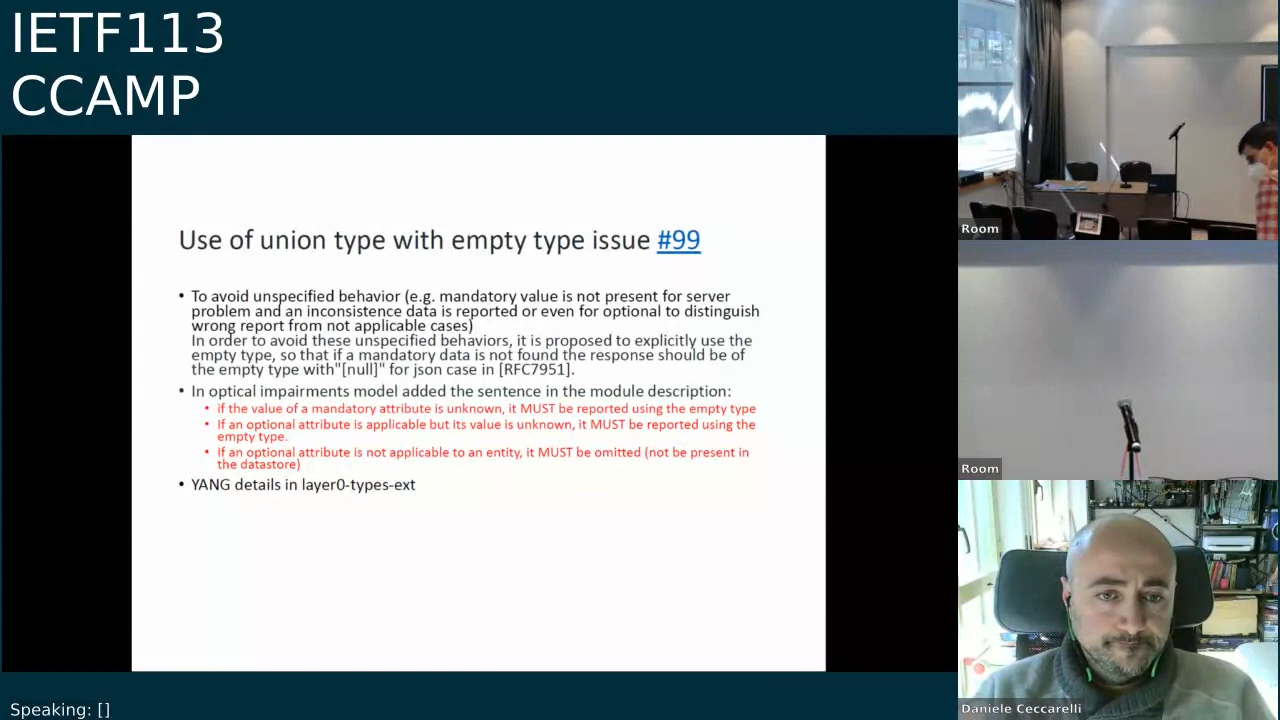 IETF113
CCAMP
Use of union type with empty type issue #99
• To avoid unspecified behavior (e.g. mandatory value is not present for server
problem and an inconsistence data is reported or even for optional to distinguish
wrong report from not applicable cases)
In order to avoid these unspecified behaviors, it is proposed to explicitly use the
empty type, so that if a mandatory data is not found the response should be of
the empty type with"[null]" for json case in [RFC7951].
• In optical impairments model added the sentence in the module description:
• if the value of a mandatory attribute is unknown, it MUST be reported using the empty type
• If an optional attribute is applicable but its value is unknown, it MUST be reported using the
empty type.
• If an optional attribute is not applicable to an entity, it MUST be omitted (not be present in
the datastore)
• YANG details in layer0-types-ext
Speaking: []
Room
Room
Daniele Ceccarelli